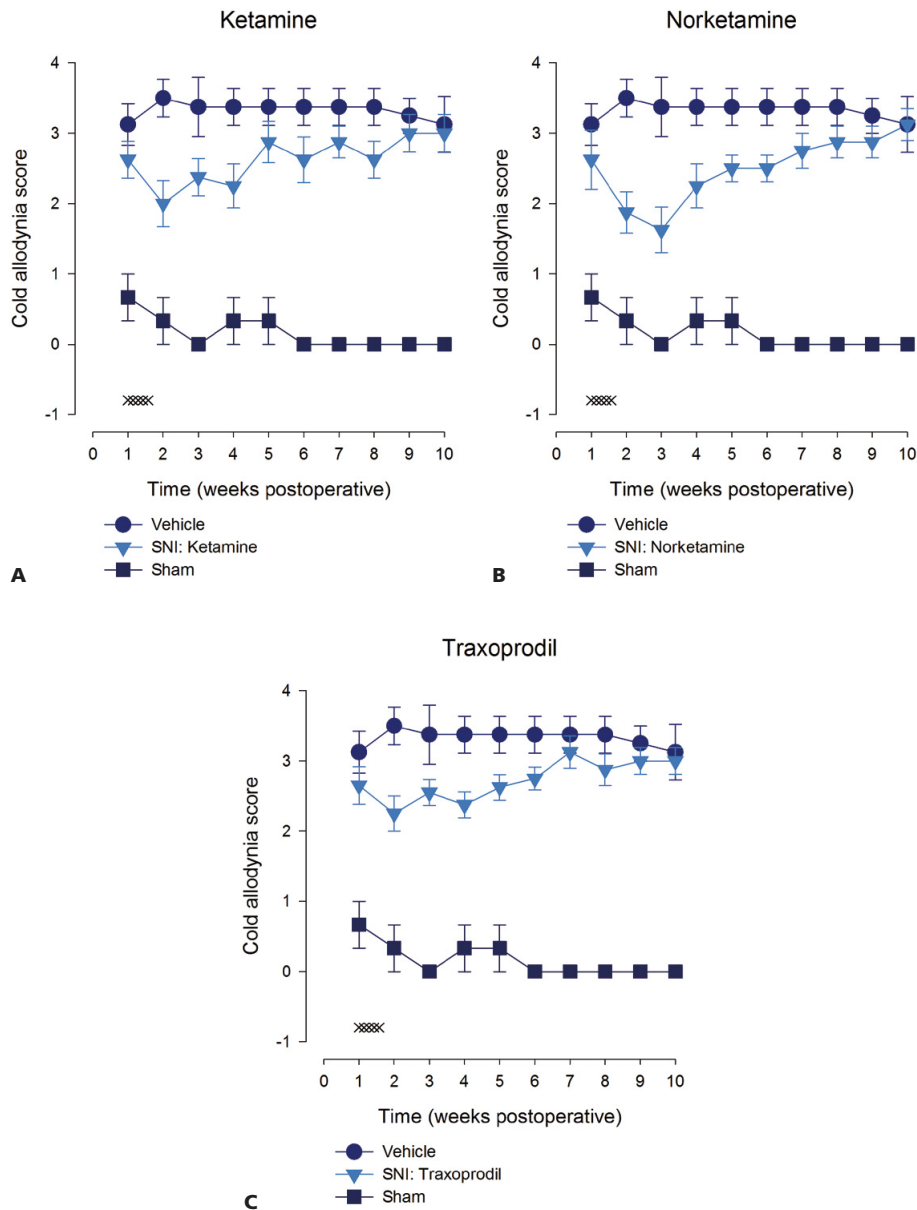 Ketamine
4
3
2
1
0
-1
Cold allodynia score
0 1 2 3 4 5 6 7 8 9 10
Time (weeks postoperative)
Vehicle
SNI: Ketamine
Sham
A
Norketamine
4
3
2
1
0
-1
Cold allodynia score
0 1 2 3 4 5 6 7 8 9 10
Time (weeks postoperative)
Vehicle
SNI: Norketamine
Sham
B
Traxoprodil
4
3
2
1
0
-1
Cold allodynia score
0 1 2 3 4 5 6 7 8 9 10
Time (weeks postoperative)
Vehicle
SNI: Traxoprodil
Sham
C